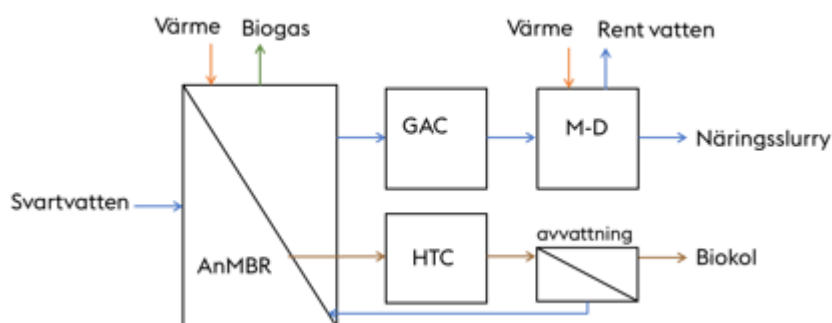 Värme
Biogas
Värme
Rent vatten
GAC
M-D
Näringsslurry
Svartvatten
AnMBR
HTC
avvattning
Biokol